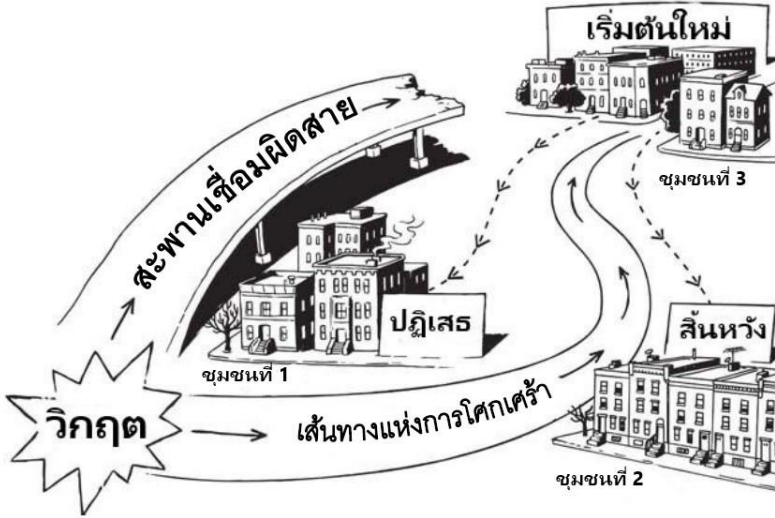 เริ่มต้นใหม่
ชุมชนที่ 3
สะพานเชื่อมผิดสาย
ปฏิเสธ
ชุมชนที่ 1
สิ้นหวัง
ชุมชนที่ 2
วิกฤต
เส้นทางแห่งการโศกเศร้า